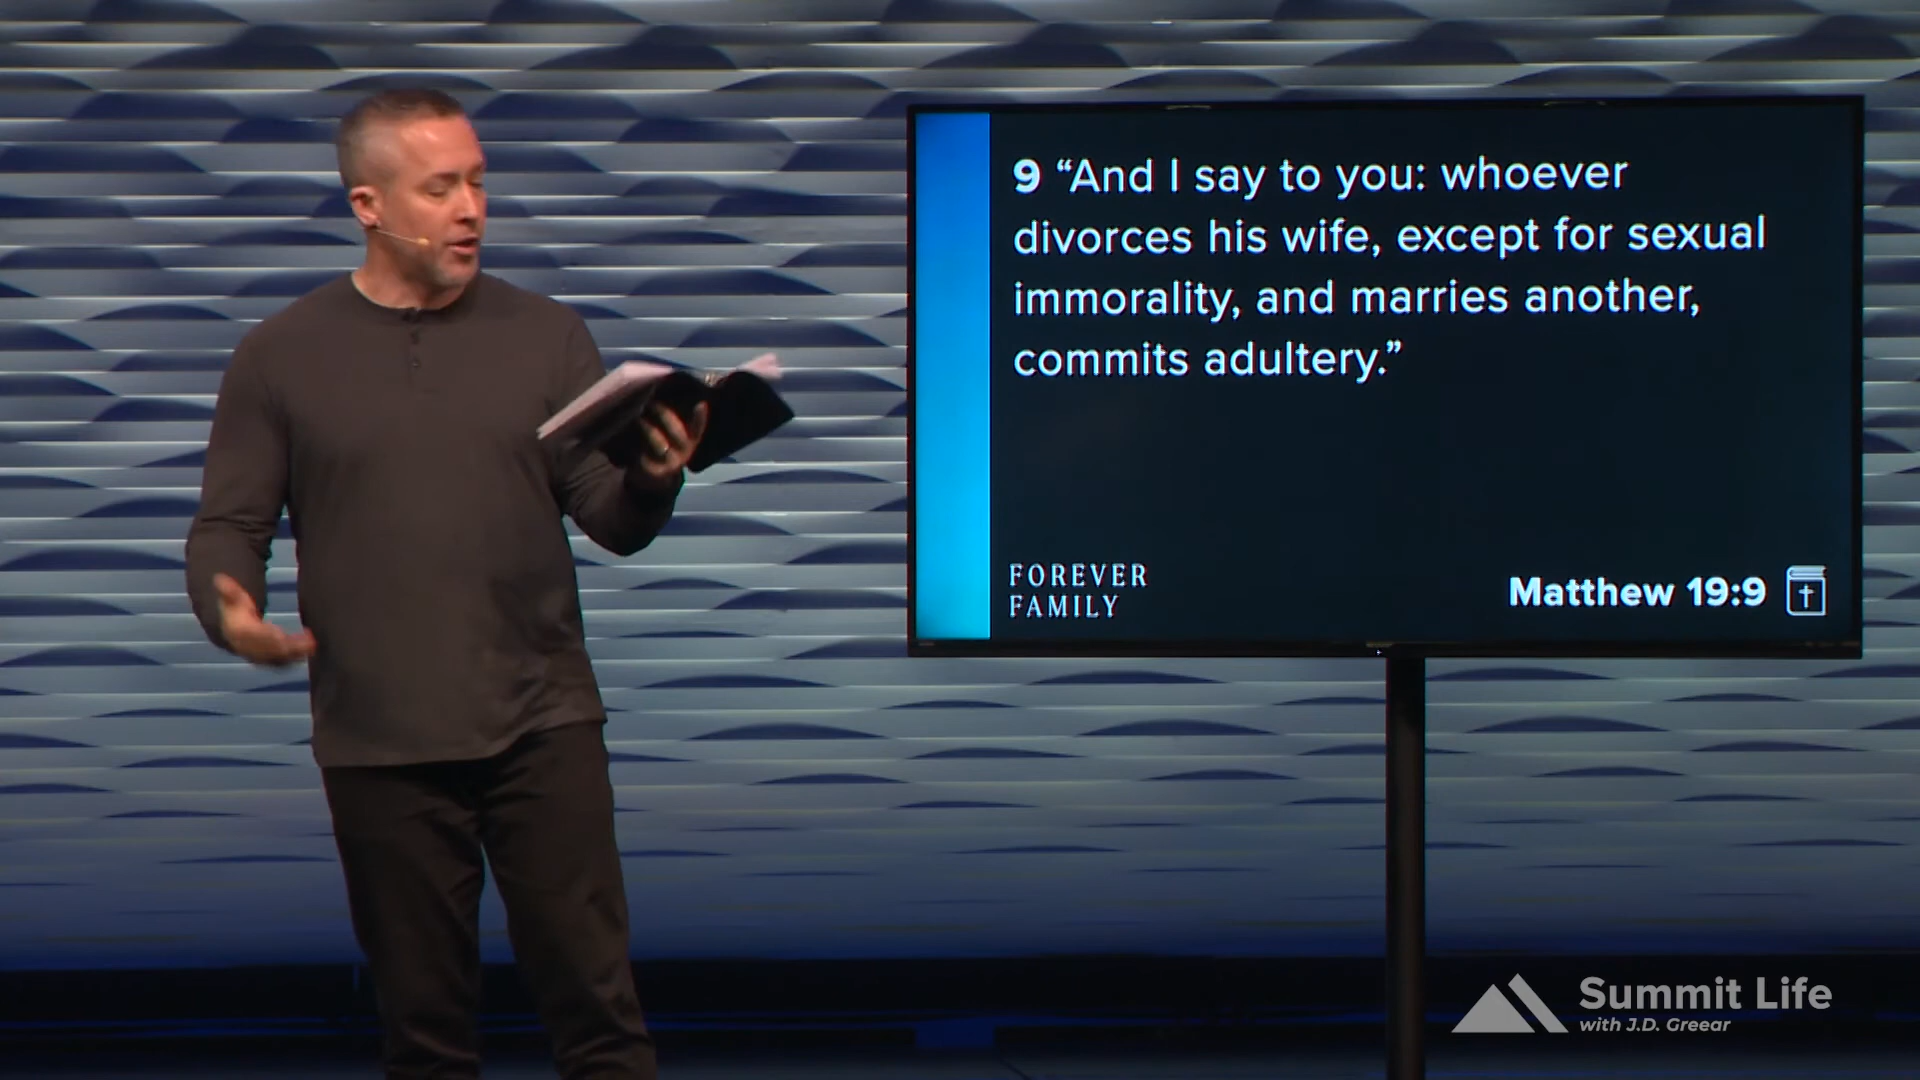 9 “And I say to you: whoever
divorces his wife, except for sexual
immorality, and marries another,
commits adultery.”
FOREVER
FAMILY
Matthew 19:9
Summit Life
with J.D. Greear